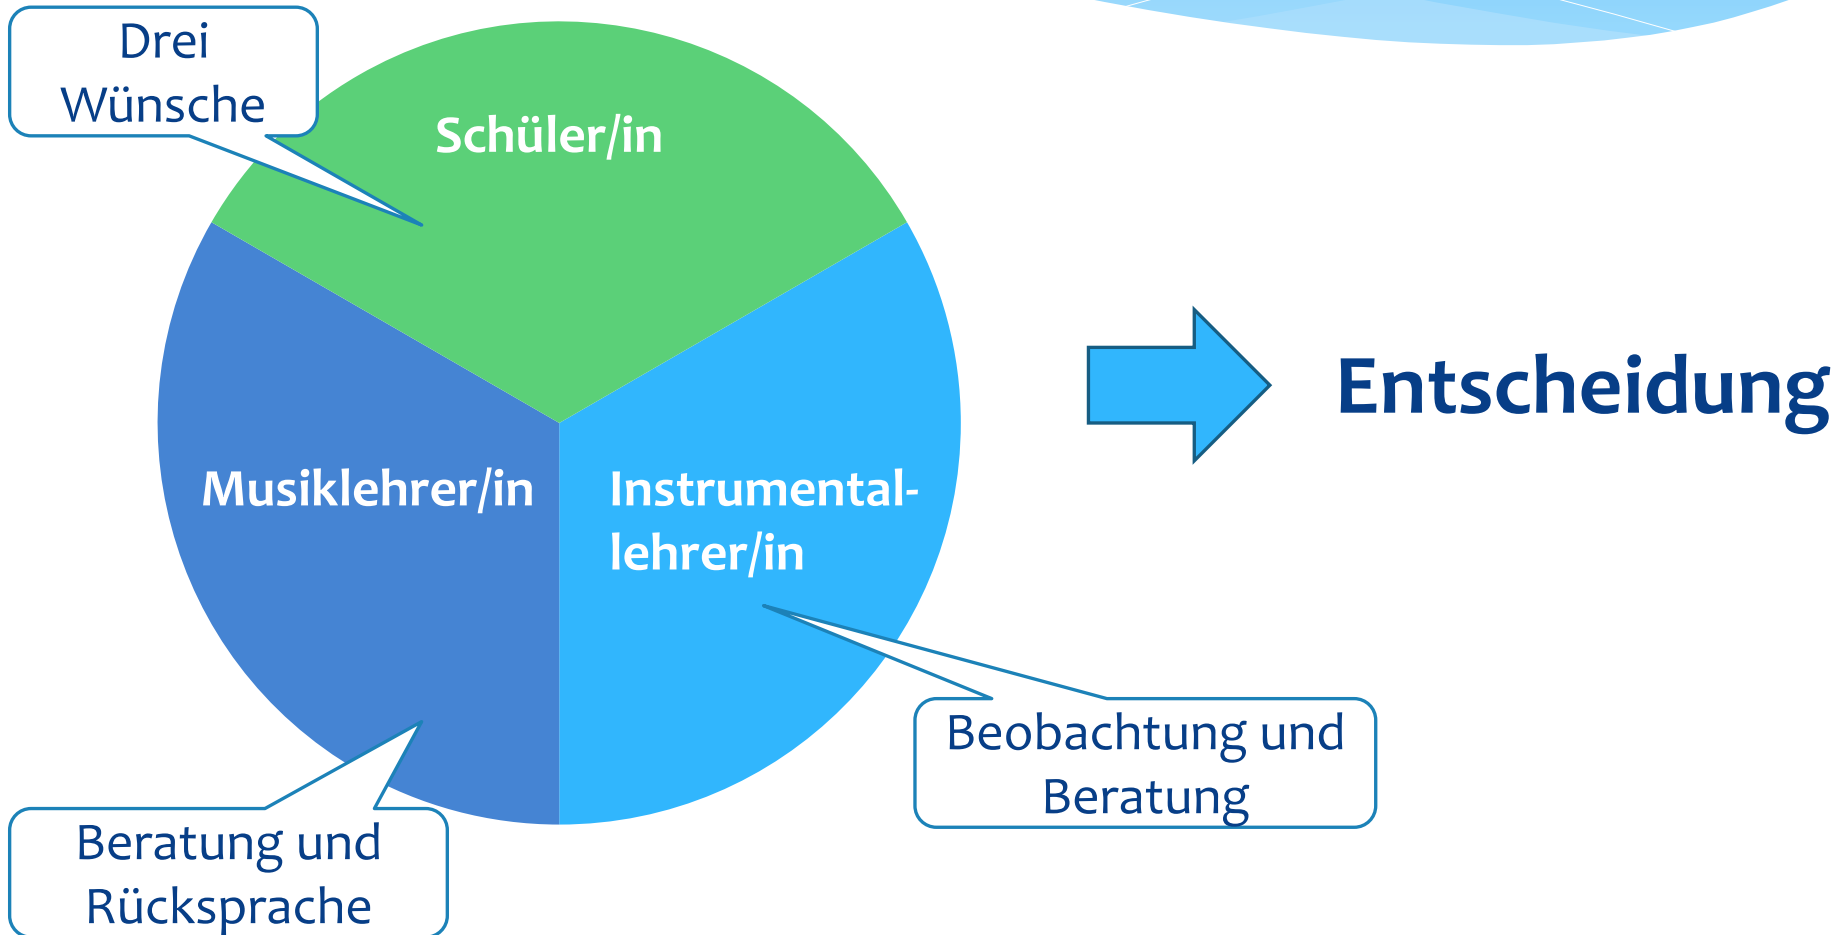 Drei
Wünsche
Schüler/in
Musiklehrer/in
Instrumental-
lehrer/in
Entscheidung
Beobachtung und
Beratung
Beratung und
Rücksprache